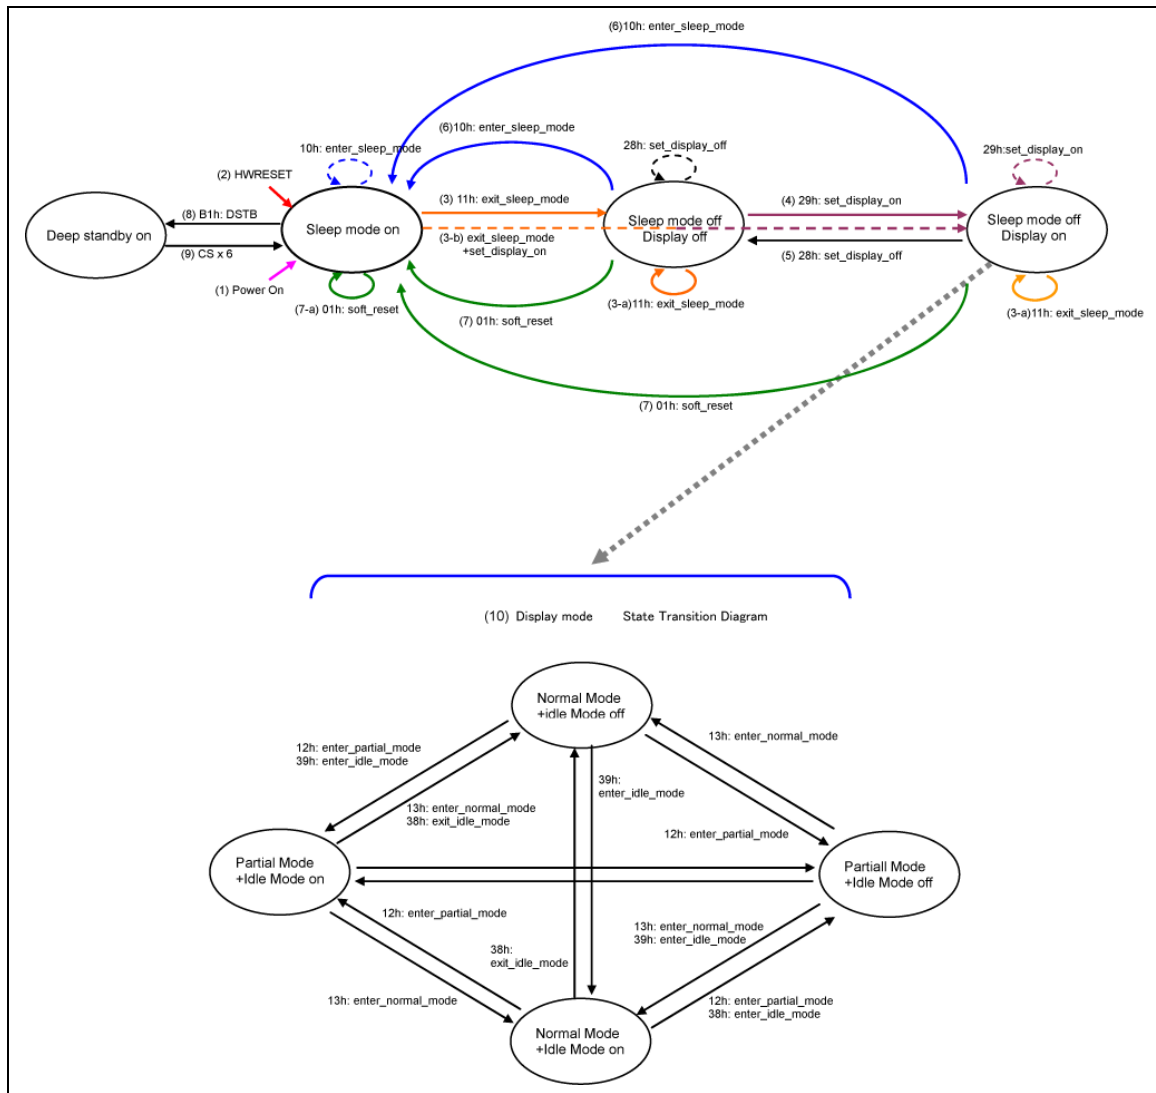 (6)10h: enter_sleep_mode
(6)10h: enter_sleep_mode
10h: enter_sleep_mode
28h: set_display_off
29h:set_display_on
(2) HWRESET
(8) B1h: DSTB
(3) 11h: exit_sleep_mode
(4) 29h: set_display_on
Deep standby on
Sleep mode on
Sleep mode off
Display off
Sleep mode off
Display on
(9) CS x 6
(3-b) exit_sleep_mode
+set_display_on
(5) 28h: set_display_off
(1) Power On
(7-a) 01h: soft_reset
(3-a)11h: exit_sleep_mode
(3-a)11h: exit_sleep_mode
(7) 01h: soft_reset
(7) 01h: soft_reset
(10) Display mode State Transition Diagram
Normal Mode
+idle Mode off
12h: enter_partial_mode
39h: enter_idle_mode
13h: enter_normal_mode
39h:
enter_idle_mode
13h: enter_normal_mode
38h: exit_idle_mode
12h: enter_partial_mode
Partial Mode
+Idle Mode on
Partiall Mode
+Idle Mode off
12h: enter_partial_mode
13h: enter_normal_mode
39h: enter_idle_mode
38h:
exit_idle_mode
13h: enter_normal_mode
12h: enter_partial_mode
38h: enter_idle_mode
Normal Mode
+Idle Mode on